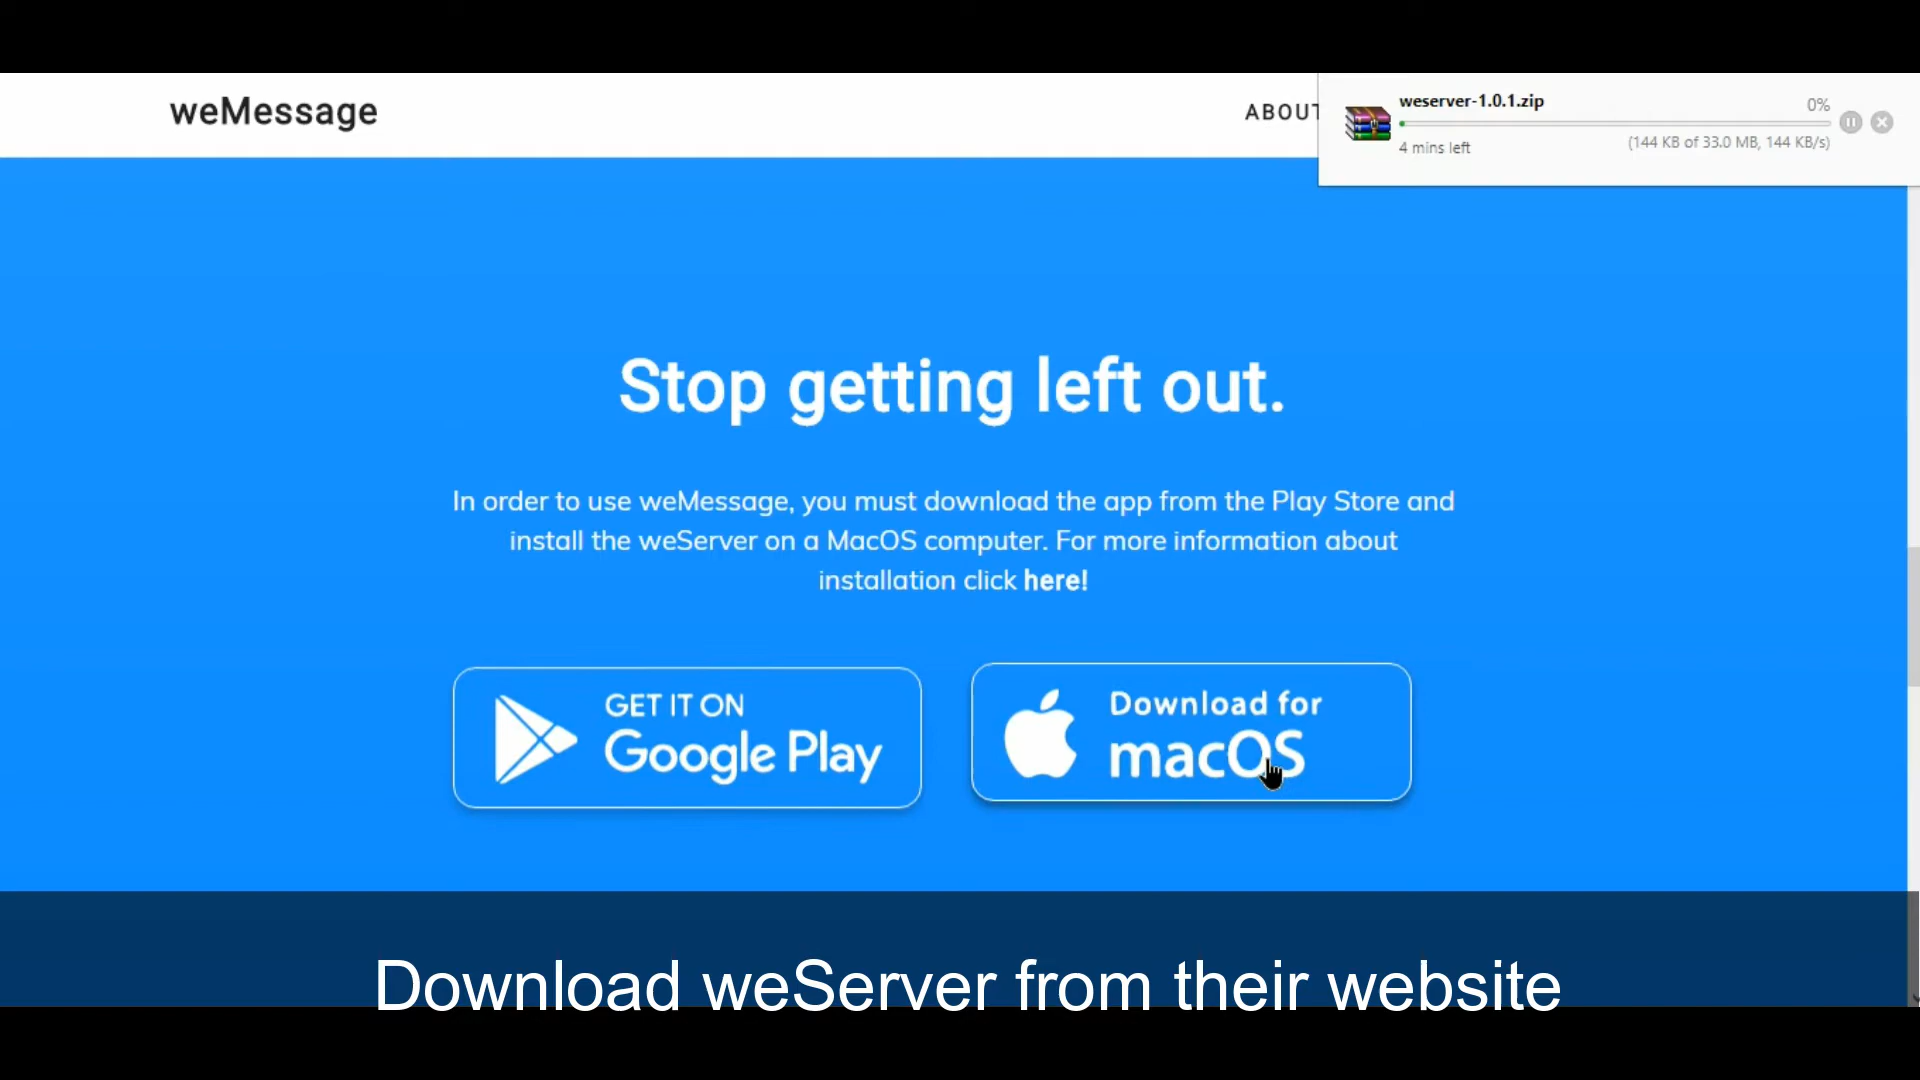 weMessage
ABOUT
weserver-1.0.1.zip
0%
4 mins left
(144 KB of 33.0 MB, 144 KB/s)
Stop getting left out.
In order to use weMessage, you must download the app from the Play Store and
install the weServer on a MacOS computer. For more information about
installation click here!
GET IT ON
Google Play
Download for
macOS
Download weServer from their website